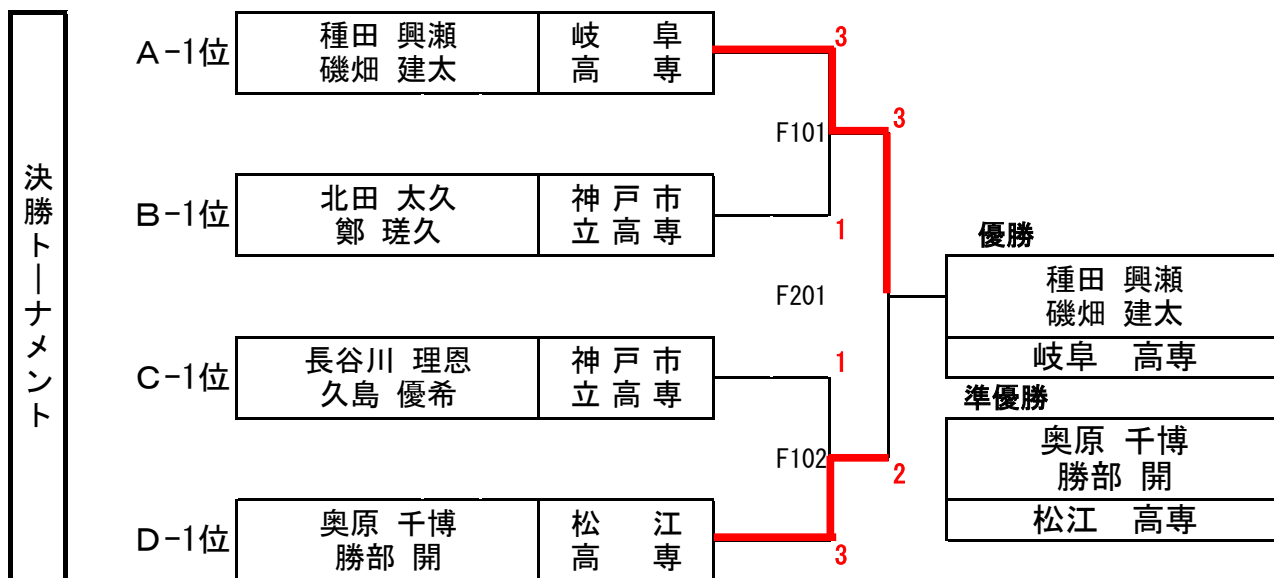 決勝トーナメント
A-1位
種田 興瀬
磯畑 建太
岐阜
高専
3
F101
3
B-1位
北田 太久
鄭 瑳久
神戸市
立高専
1
F201
優勝
種田 興瀬
磯畑 建太
岐阜 高専
C-1位
長谷川 理恩
久島 優希
神戸市
立高専
1
準優勝
奥原 千博
勝部 開
松江 高専
F102
2
D-1位
奥原 千博
勝部 開
松江
高専
3